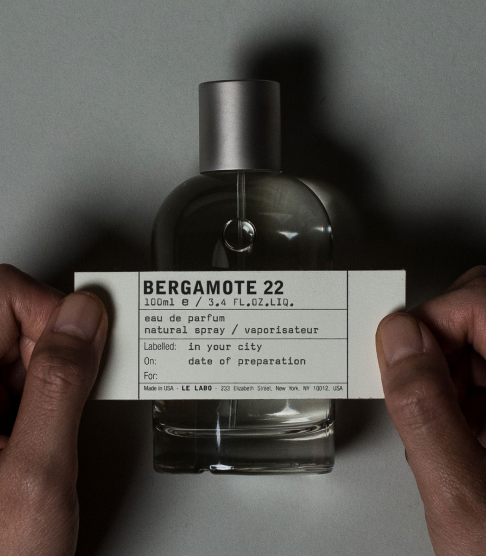 BERGAMOTE 22
100ml ℮ / 3.4 FL.OZ.LIQ.
eau de parfum
natural spray / vaporisateur
Labelled: in your city
On: date of preparation
For:
Made in USA - LE LABO - 233 Elizabeth Street, New York, NY 10012, USA